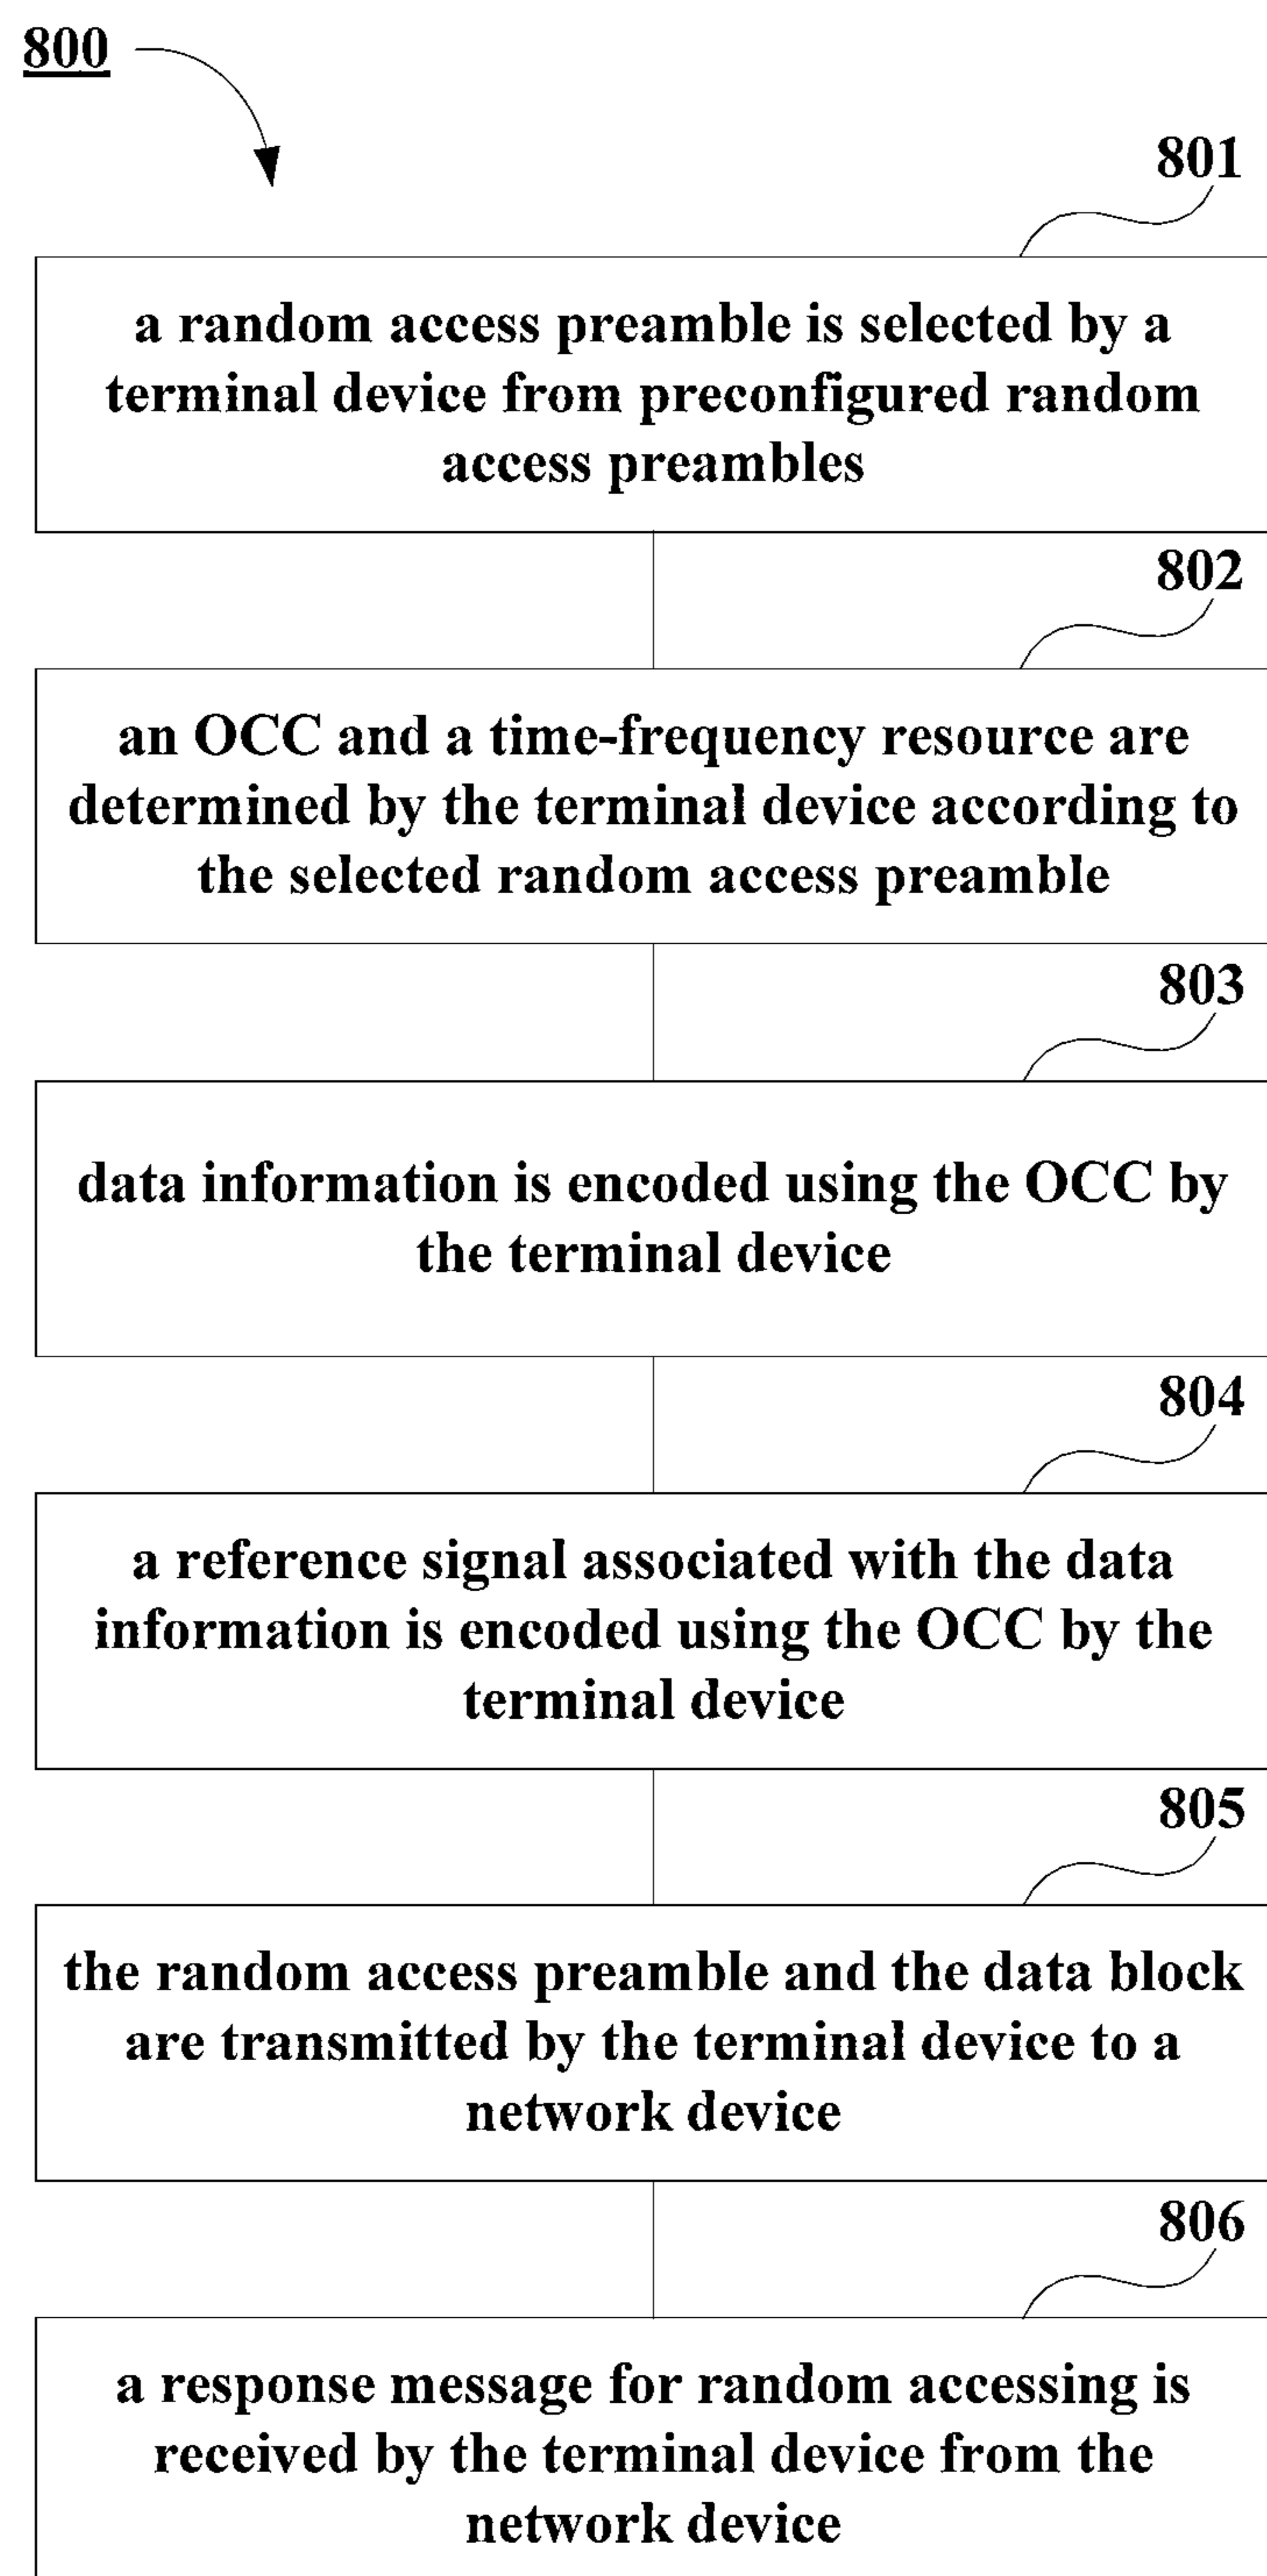 800
801
a random access preamble is selected by a
terminal device from preconfigured random
access preambles
802
an OCC and a time-frequency resource are
determined by the terminal device according to
the selected random access preamble
803
data information is encoded using the OCC by
the terminal device
804
a reference signal associated with the data
information is encoded using the OCC by the
terminal device
805
the random access preamble and the data block
are transmitted by the terminal device to a
network device
806
a response message for random accessing is
received by the terminal device from the
network device